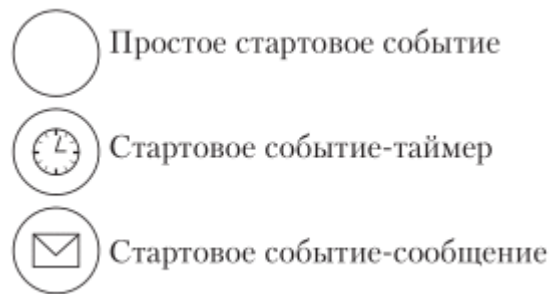 Простое стартовое событие
Стартовое событие-таймер
Стартовое событие-сообщение